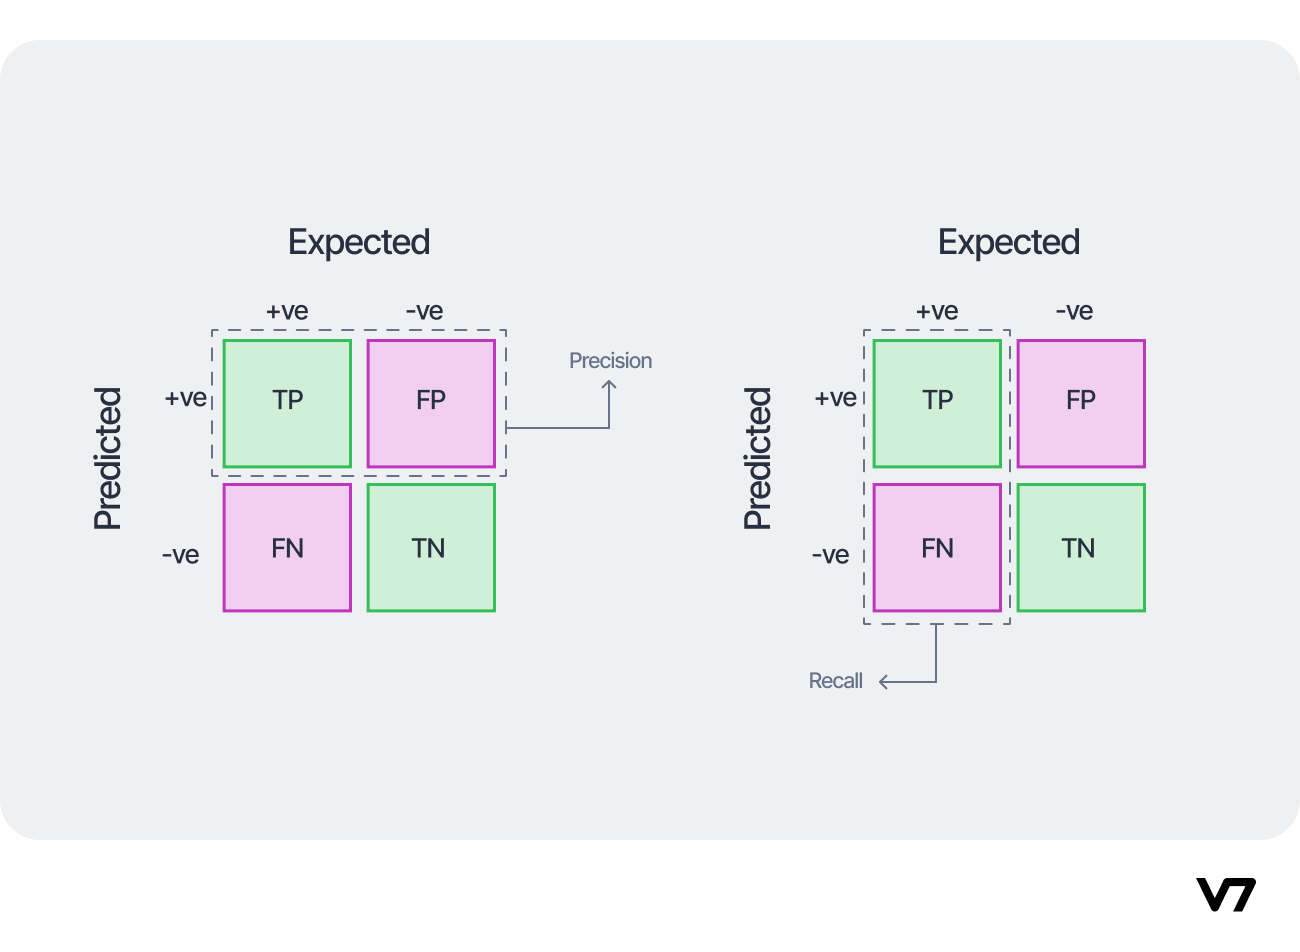 Expected
+ve
-ve
Predicted
+ve
TP
FP
Precision
-ve
FN
TN
Expected
+ve
-ve
Predicted
+ve
TP
FP
-ve
FN
TN
Recall
V7